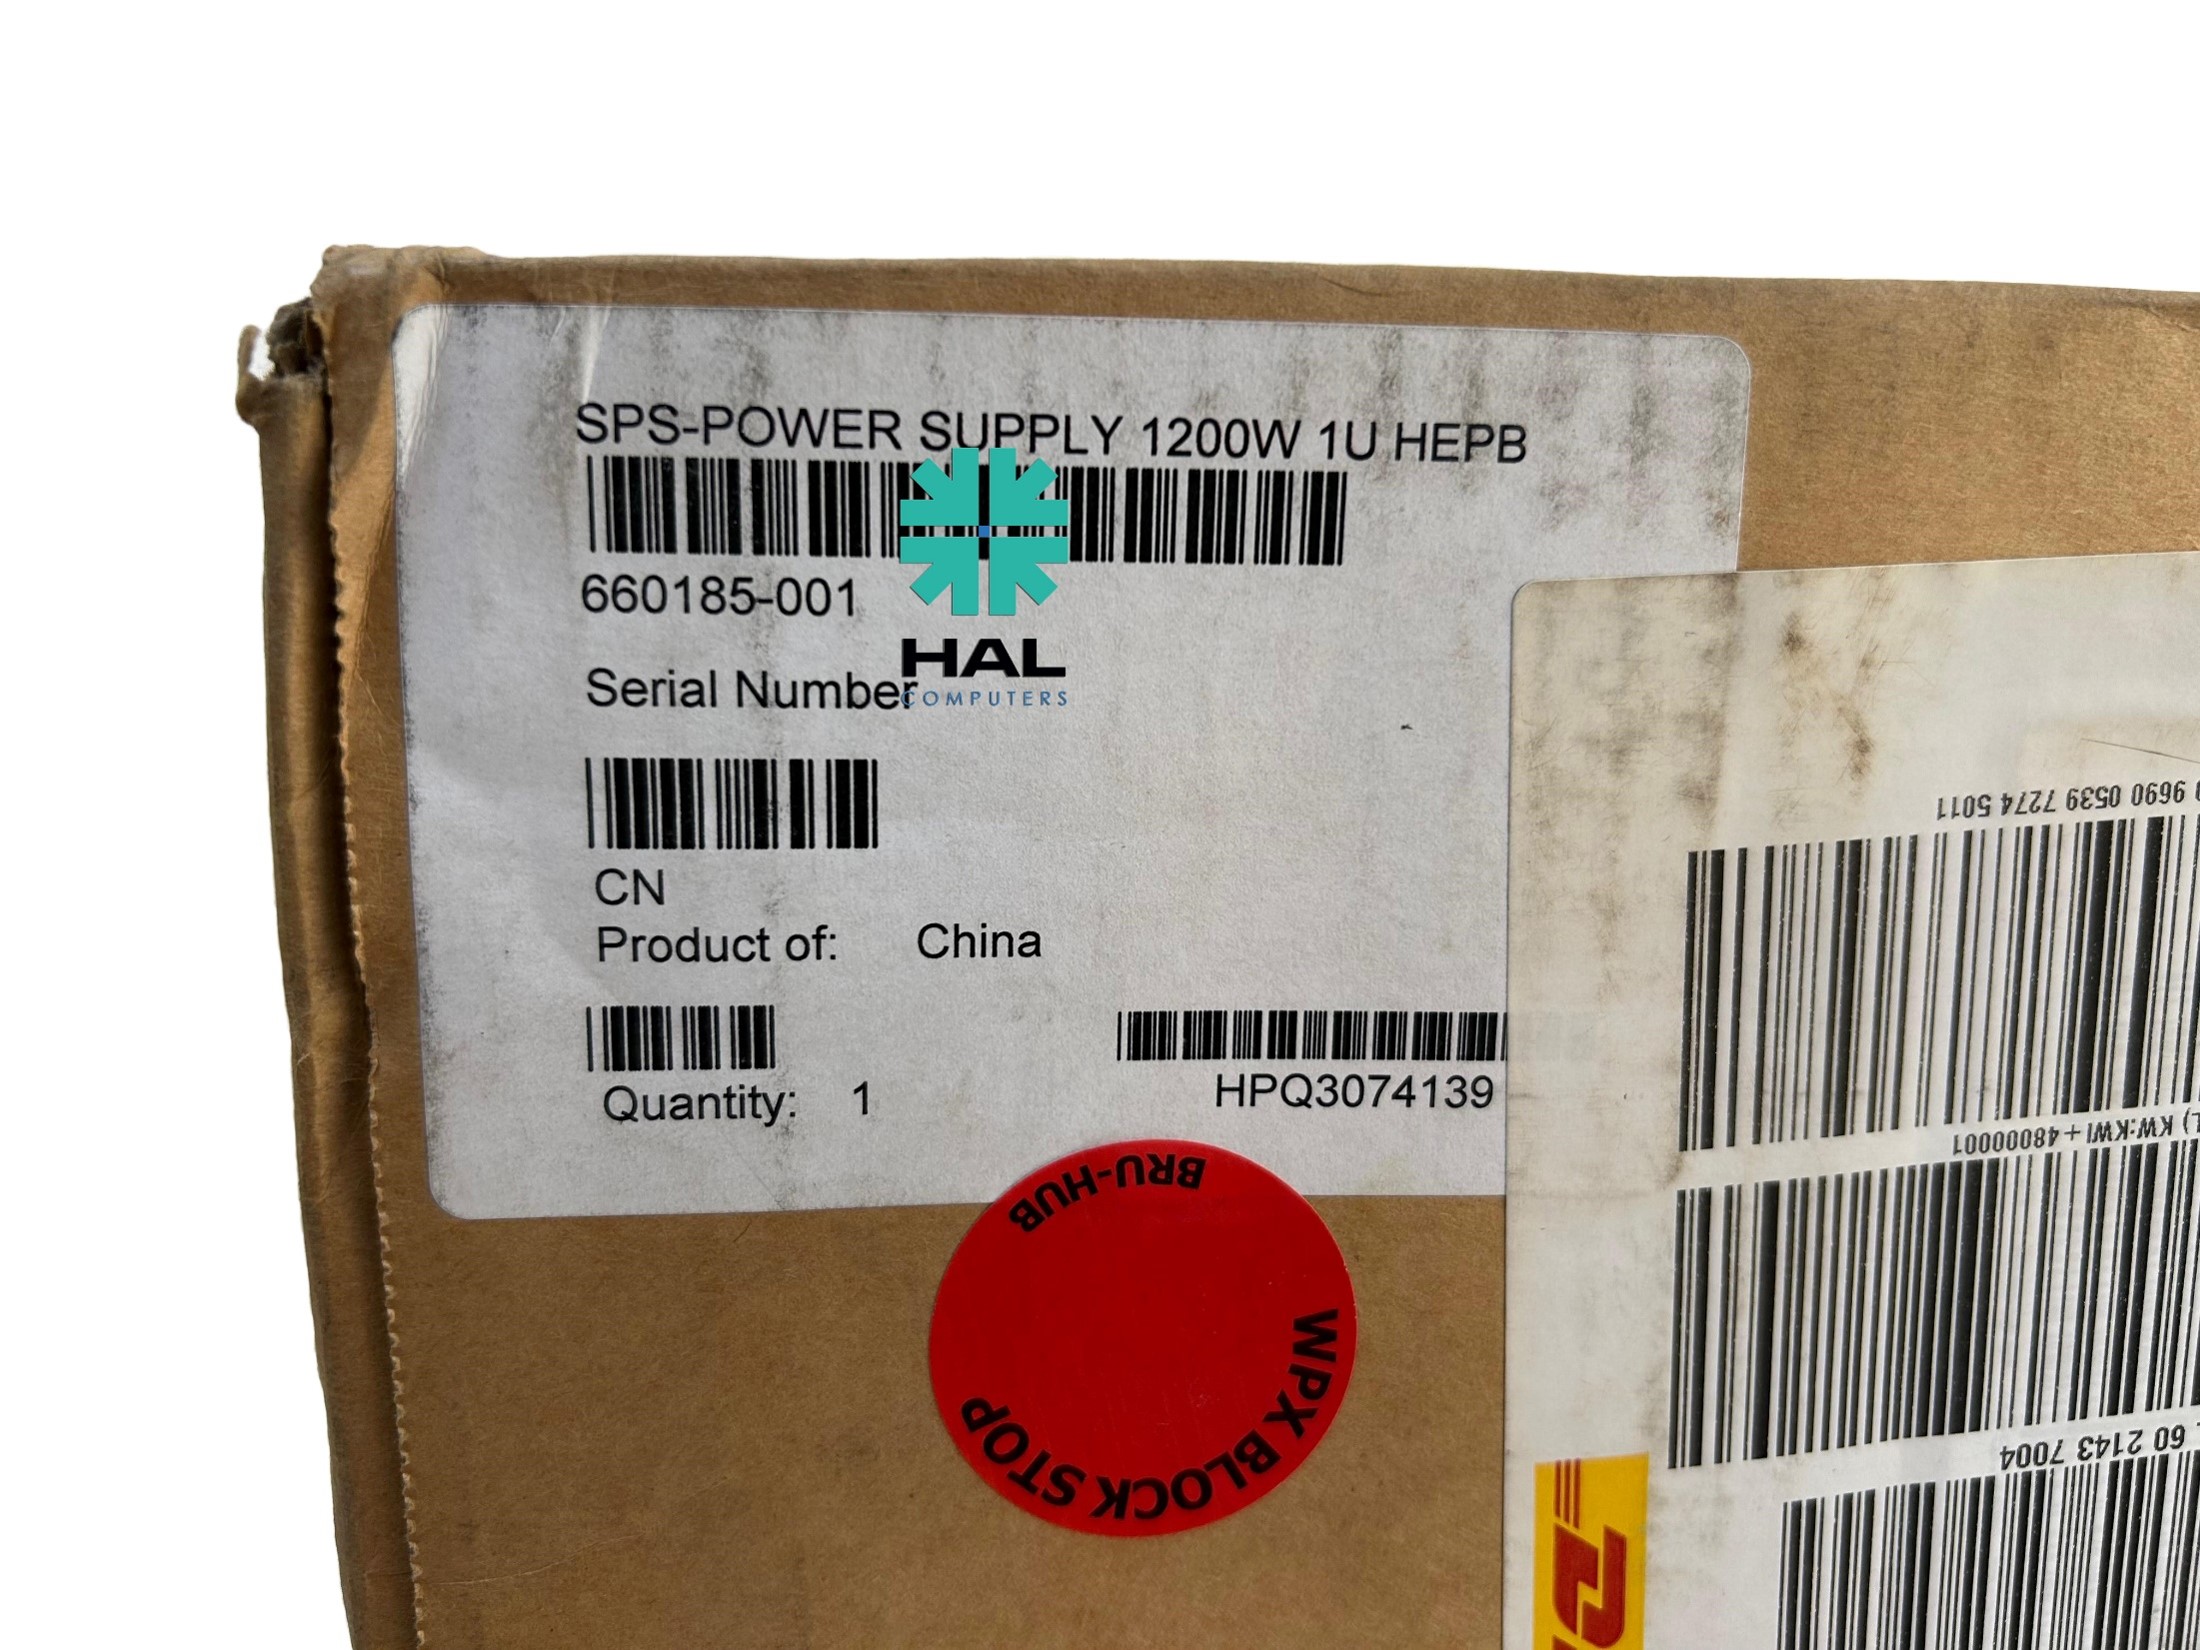 SPS-POWER SUPPLY 1200W 1U HEPB
660185-001
HAL
COMPUTERS
Serial Number
CN
Product of: China
Quantity: 1
HPQ3074139
BRU-HUB
WPX BLOCK STOP
9690 0539 7274 5011
KW:KWI+48000001
60 2143 7004